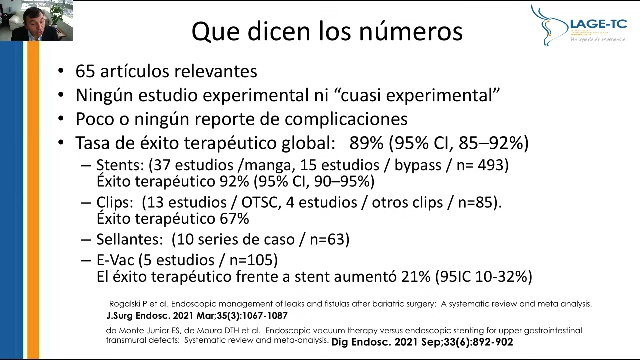 Que dicen los números
LAGE-TC
• 65 artículos relevantes
• Ningún estudio experimental ni “cuasi experimental”
• Poco o ningún reporte de complicaciones
• Tasa de éxito terapéutico global: 89% (95% CI, 85–92%)
– Stents: (37 estudios /manga, 15 estudios / bypass / n= 493)
Éxito terapéutico 92% (95% CI, 90–95%)
– Clips: (13 estudios / OTSC, 4 estudios / otros clips / n=85).
Éxito terapéutico 67%
– Sellantes: (10 series de caso / n=63)
– E-Vac (5 estudios / n=105)
El éxito terapéutico frente a stent aumentó 21% (95IC 10-32%)
Rogalski P et al. Endoscopic management of leaks and fistulas after bariatric surgery: A systematic review and meta analysis.
J.Surg Endosc. 2021 Mar;35(3):1067-1087
de Monte Junior ES, de Moura DTH et al. Endoscopic vacuum therapy versus endoscopic stenting for upper gastrointestinal
transmural defects: Systematic review and meta-analysis. Dig Endosc. 2021 Sep;33(6):892-902